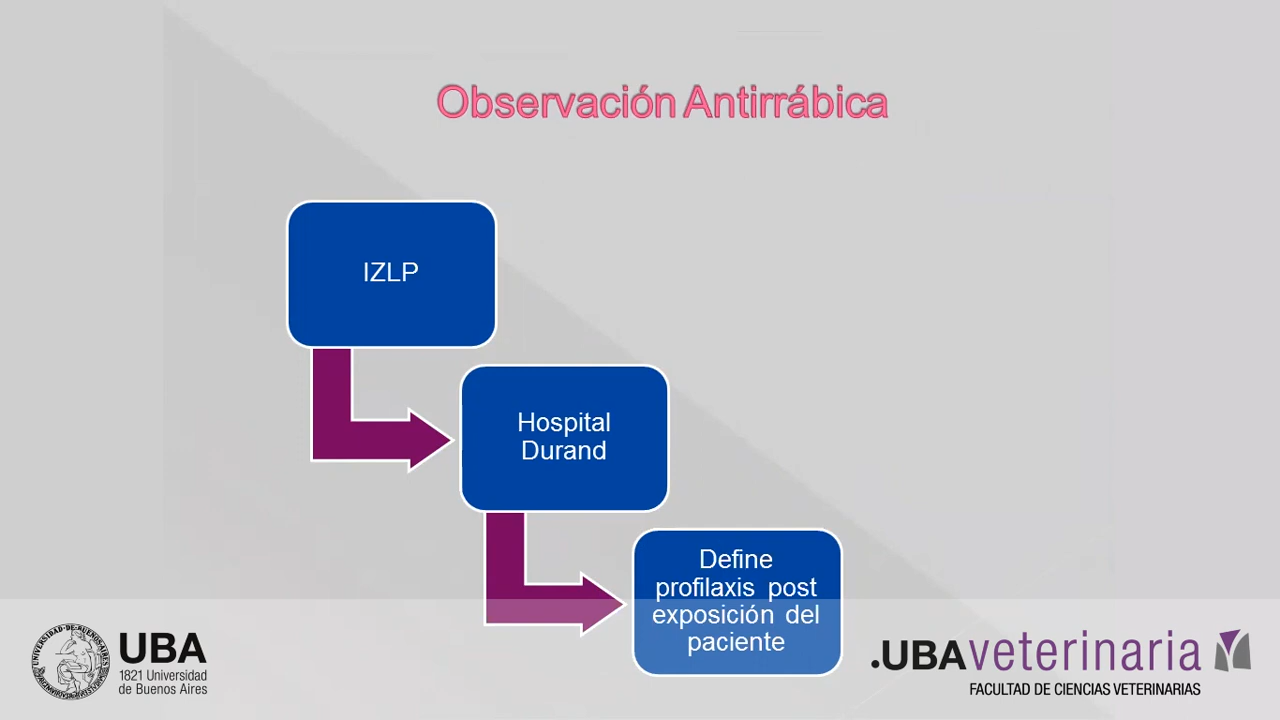 Observación Antirrábica
IZLP
Hospital
Durand
Define
profilaxis post
exposición del
paciente
UBA
1821 Universidad
de Buenos Aires
.UBAveterinaria
FACULTAD DE CIENCIAS VETERINARIAS